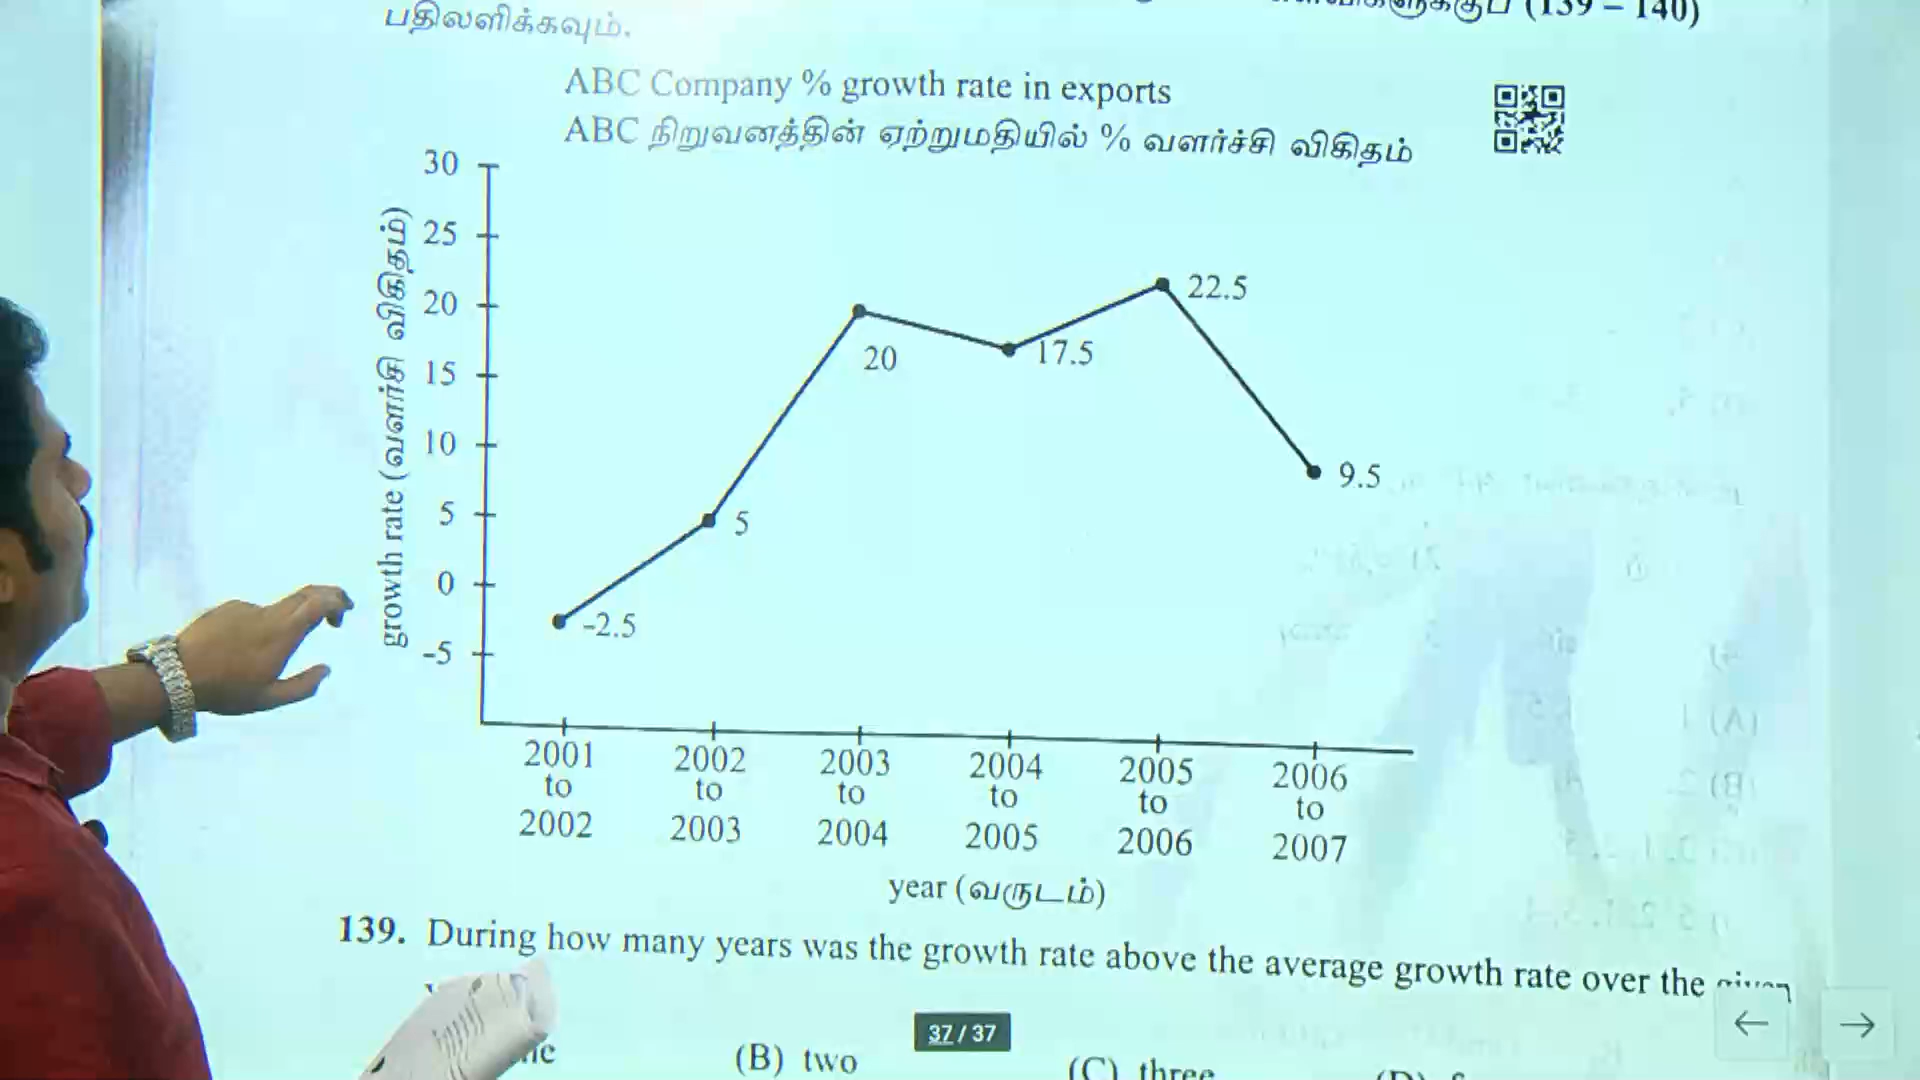 பதிலளிக்கவும். (139 – 140)
ABC Company % growth rate in exports
ABC நிறுவனத்தின் ஏற்றுமதியில் % வளர்ச்சி விகிதம்
growth rate (வளர்சி விகிதம்)
30
25
20
15
10
5
0
-5
-2.5
5
20
17.5
22.5
9.5
2001 to 2002
2002 to 2003
2003 to 2004
2004 to 2005
2005 to 2006
2006 to 2007
year (வருடம்)
139. During how many years was the growth rate above the average growth rate over the given
(B) two
(C) three
37 / 37